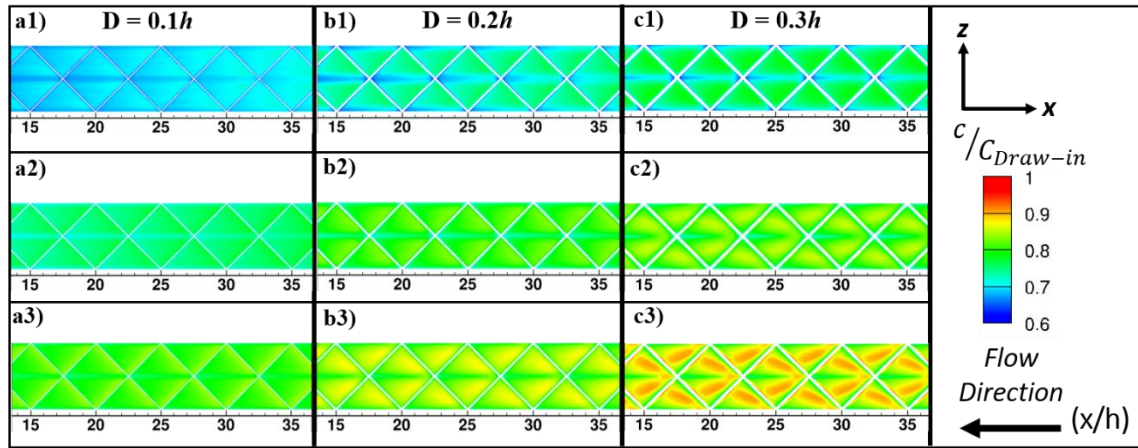 a1) D = 0.1h
b1) D = 0.2h
c1) D = 0.3h
15 20 25 30 35
15 20 25 30 35
15 20 25 30 35
a2)
b2)
c2)
15 20 25 30 35
15 20 25 30 35
15 20 25 30 35
a3)
b3)
c3)
15 20 25 30 35
15 20 25 30 35
15 20 25 30 35
z
x
c/C_Draw-in
1
0.9
0.8
0.7
0.6
Flow
Direction
(x/h)